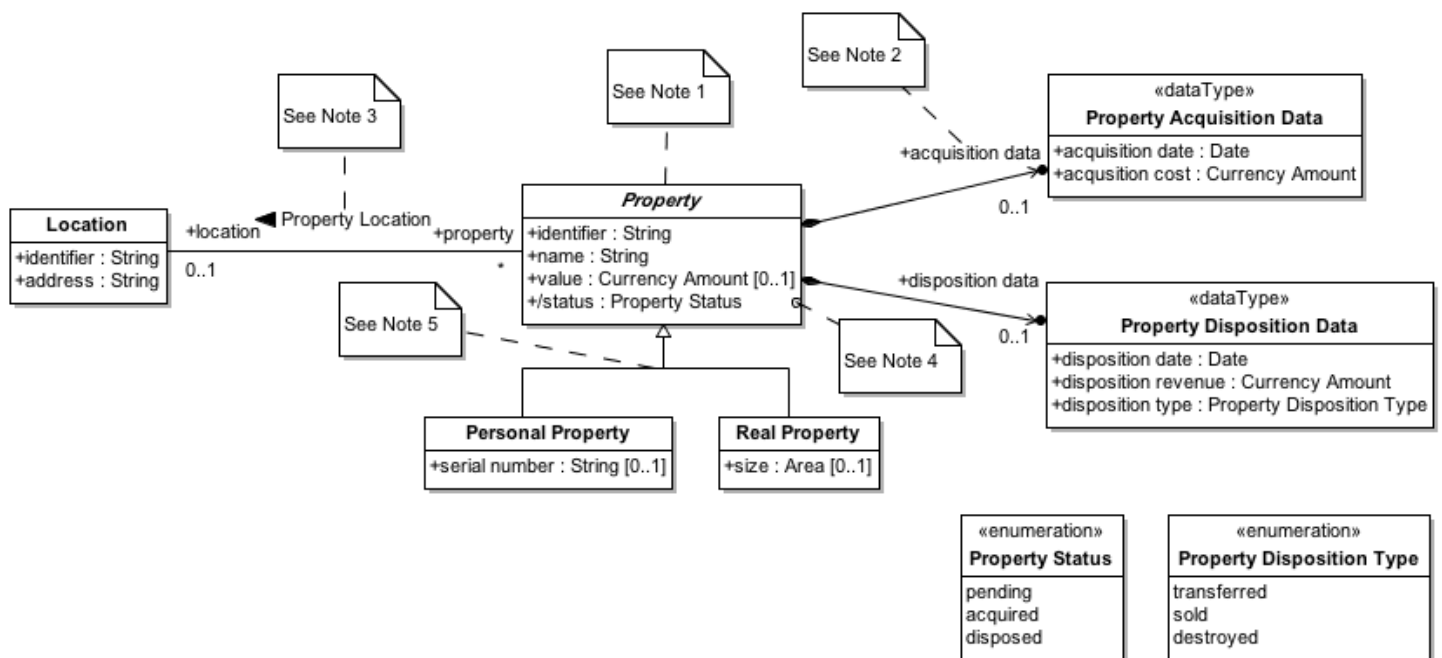 See Note 2
See Note 1
See Note 3
«dataType»
Property Acquisition Data
+acquisition date : Date
+acqusition cost : Currency Amount
+acquisition data
0..1
Property
+identifier : String
+name : String
+value : Currency Amount [0..1]
+/status : Property Status
Location
+identifier : String
+address : String
+location
0..1
Property Location
+property
*
+disposition data
0..1
«dataType»
Property Disposition Data
+disposition date : Date
+disposition revenue : Currency Amount
+disposition type : Property Disposition Type
See Note 5
See Note 4
Personal Property
+serial number : String [0..1]
Real Property
+size : Area [0..1]
«enumeration»
Property Status
pending
acquired
disposed
«enumeration»
Property Disposition Type
transferred
sold
destroyed